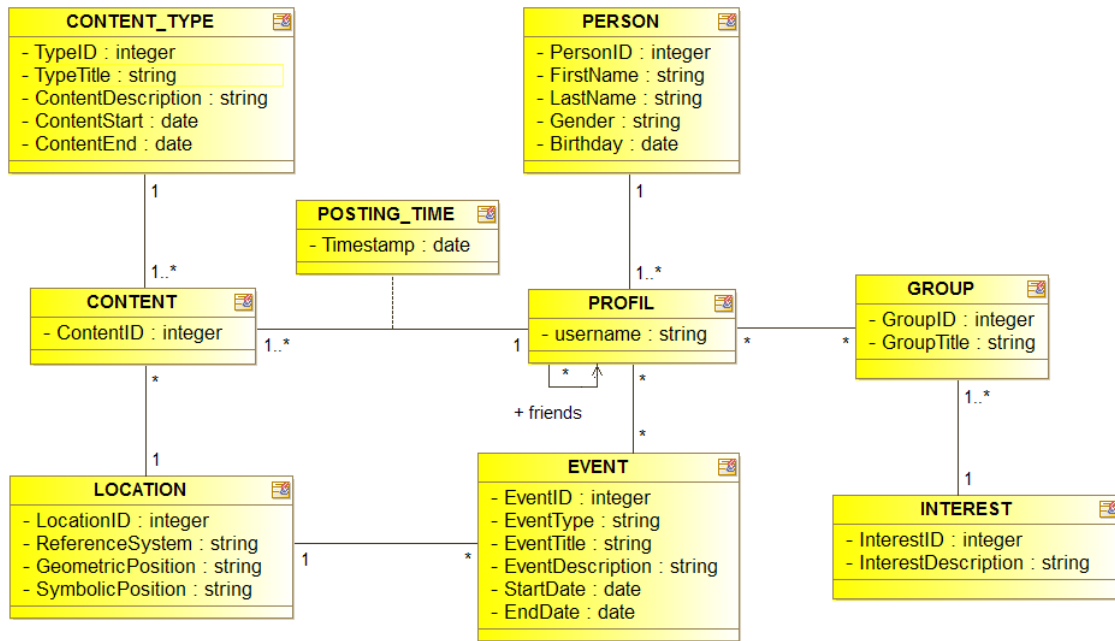 CONTENT_TYPE
- TypeID : integer
- TypeTitle : string
- ContentDescription : string
- ContentStart : date
- ContentEnd : date
PERSON
- PersonID : integer
- FirstName : string
- LastName : string
- Gender : string
- Birthday : date
1
1..*
POSTING_TIME
- Timestamp : date
1
1..*
CONTENT
- ContentID : integer
1..*
1
PROFIL
- username : string
*
+ friends
*
*
GROUP
- GroupID : integer
- GroupTitle : string
1..*
1
*
1
*
*
LOCATION
- LocationID : integer
- ReferenceSystem : string
- GeometricPosition : string
- SymbolicPosition : string
1
*
EVENT
- EventID : integer
- EventType : string
- EventTitle : string
- EventDescription : string
- StartDate : date
- EndDate : date
INTEREST
- InterestID : integer
- InterestDescription : string